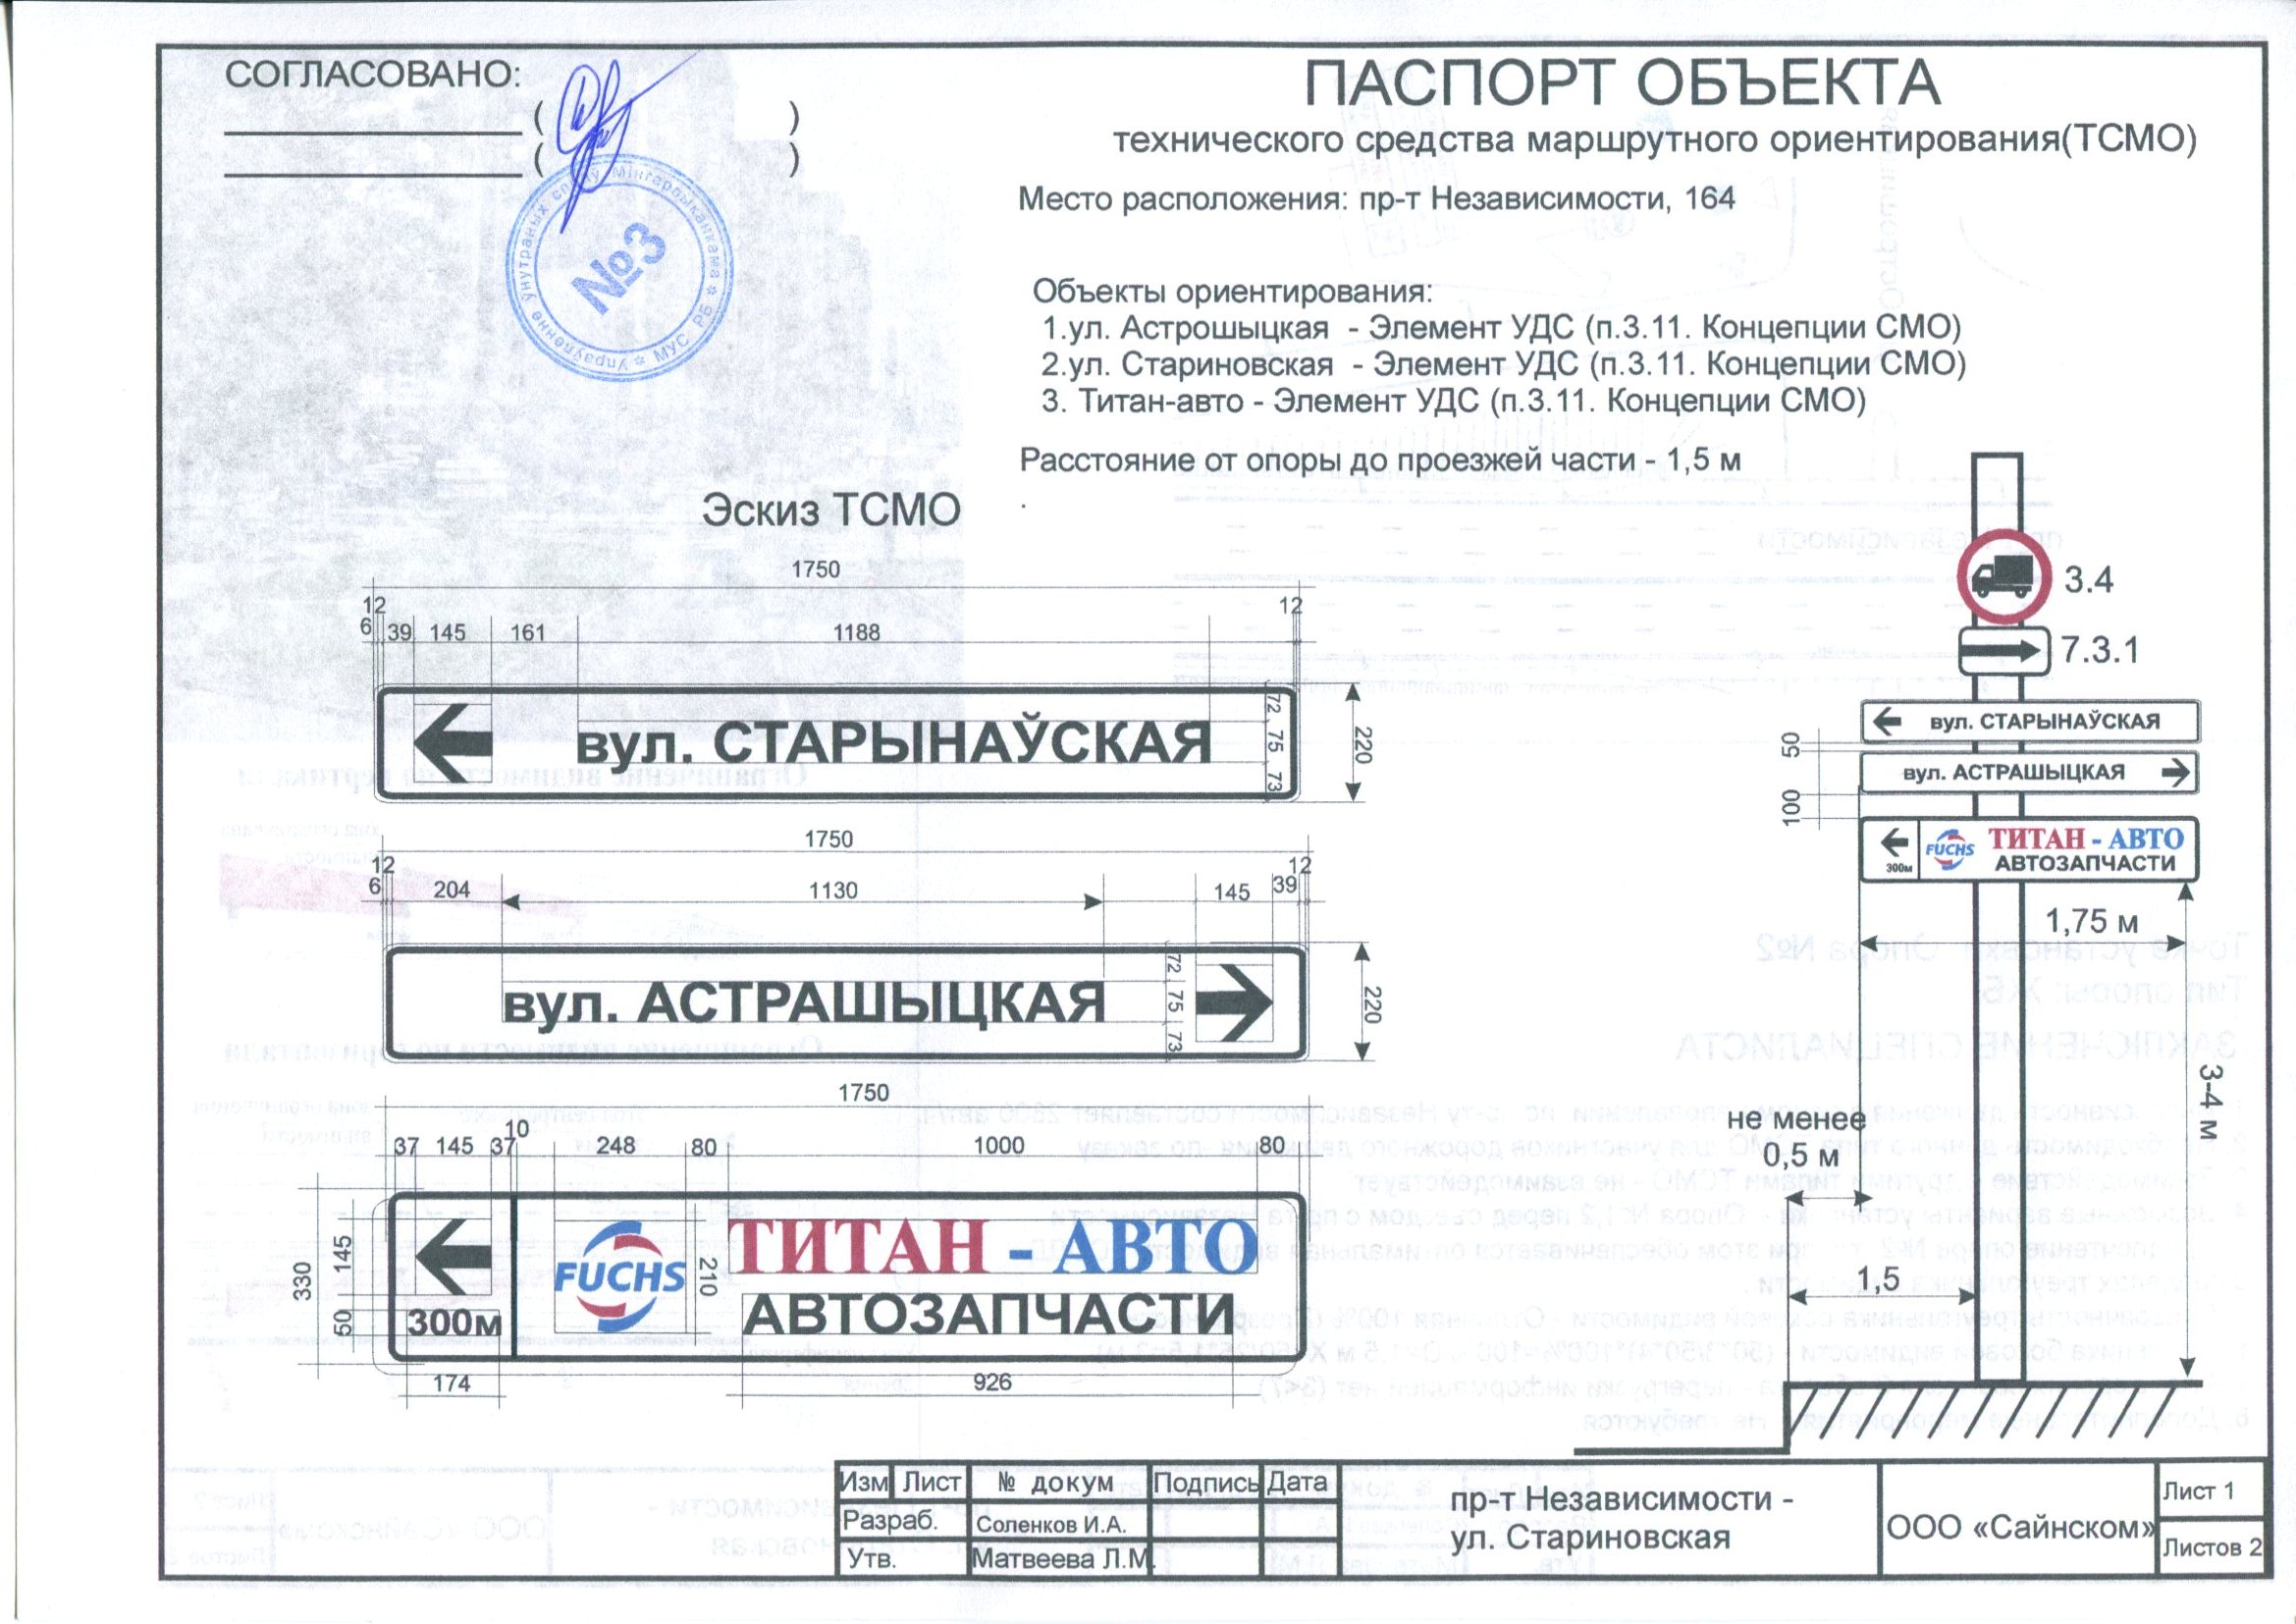 СОГЛАСОВАНО:
( )
( )
Упраўленне ўнутраных спраў Мінгарвыканкама * МУС РБ *
№3
ПАСПОРТ ОБЪЕКТА
технического средства маршрутного ориентирования(ТСМО)
Место расположения: пр-т Независимости, 164
Объекты ориентирования:
1.ул. Астрошыцкая - Элемент УДС (п.3.11. Концепции СМО)
2.ул. Стариновская - Элемент УДС (п.3.11. Концепции СМО)
3. Титан-авто - Элемент УДС (п.3.11. Концепции СМО)
Расстояние от опоры до проезжей части - 1,5 м
Эскиз ТСМО
1750
12 12
6 39 145 161 1188
вул. СТАРЫНАЎСКАЯ
72
75
73
220
1750
12 12
6 204 1130 145 39
вул. АСТРАШЫЦКАЯ
72
75
73
220
1750
37 145 37 10 248 80 1000 80
330
145
50
300м
FUCHS
210
ТИТАН - АВТО
АВТОЗАПЧАСТИ
174 926
3.4
7.3.1
вул. СТАРЫНАЎСКАЯ
50
вул. АСТРАШЫЦКАЯ
100
300м
FUCHS
ТИТАН - АВТО
АВТОЗАПЧАСТИ
1,75 м
3-4 м
не менее
0,5 м
1,5
Изм Лист № докум Подпись Дата
Разраб. Соленков И.А.
Утв. Матвеева Л.М.
пр-т Независимости -
ул. Стариновская
ООО «Сайнском»
Лист 1
Листов 2